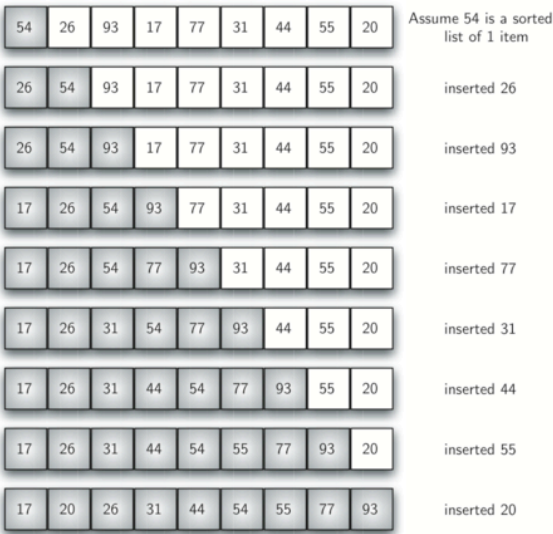 54 26 93 17 77 31 44 55 20 Assume 54 is a sorted
list of 1 item
26 54 93 17 77 31 44 55 20 inserted 26
26 54 93 17 77 31 44 55 20 inserted 93
17 26 54 93 77 31 44 55 20 inserted 17
17 26 54 77 93 31 44 55 20 inserted 77
17 26 31 54 77 93 44 55 20 inserted 31
17 26 31 44 54 77 93 55 20 inserted 44
17 26 31 44 54 55 77 93 20 inserted 55
17 20 26 31 44 54 55 77 93 inserted 20